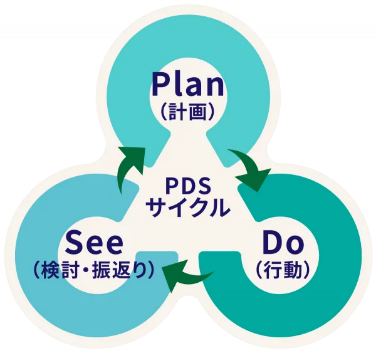 Plan
（計画）
PDS
サイクル
See
（検討・振返り）
Do
（行動）